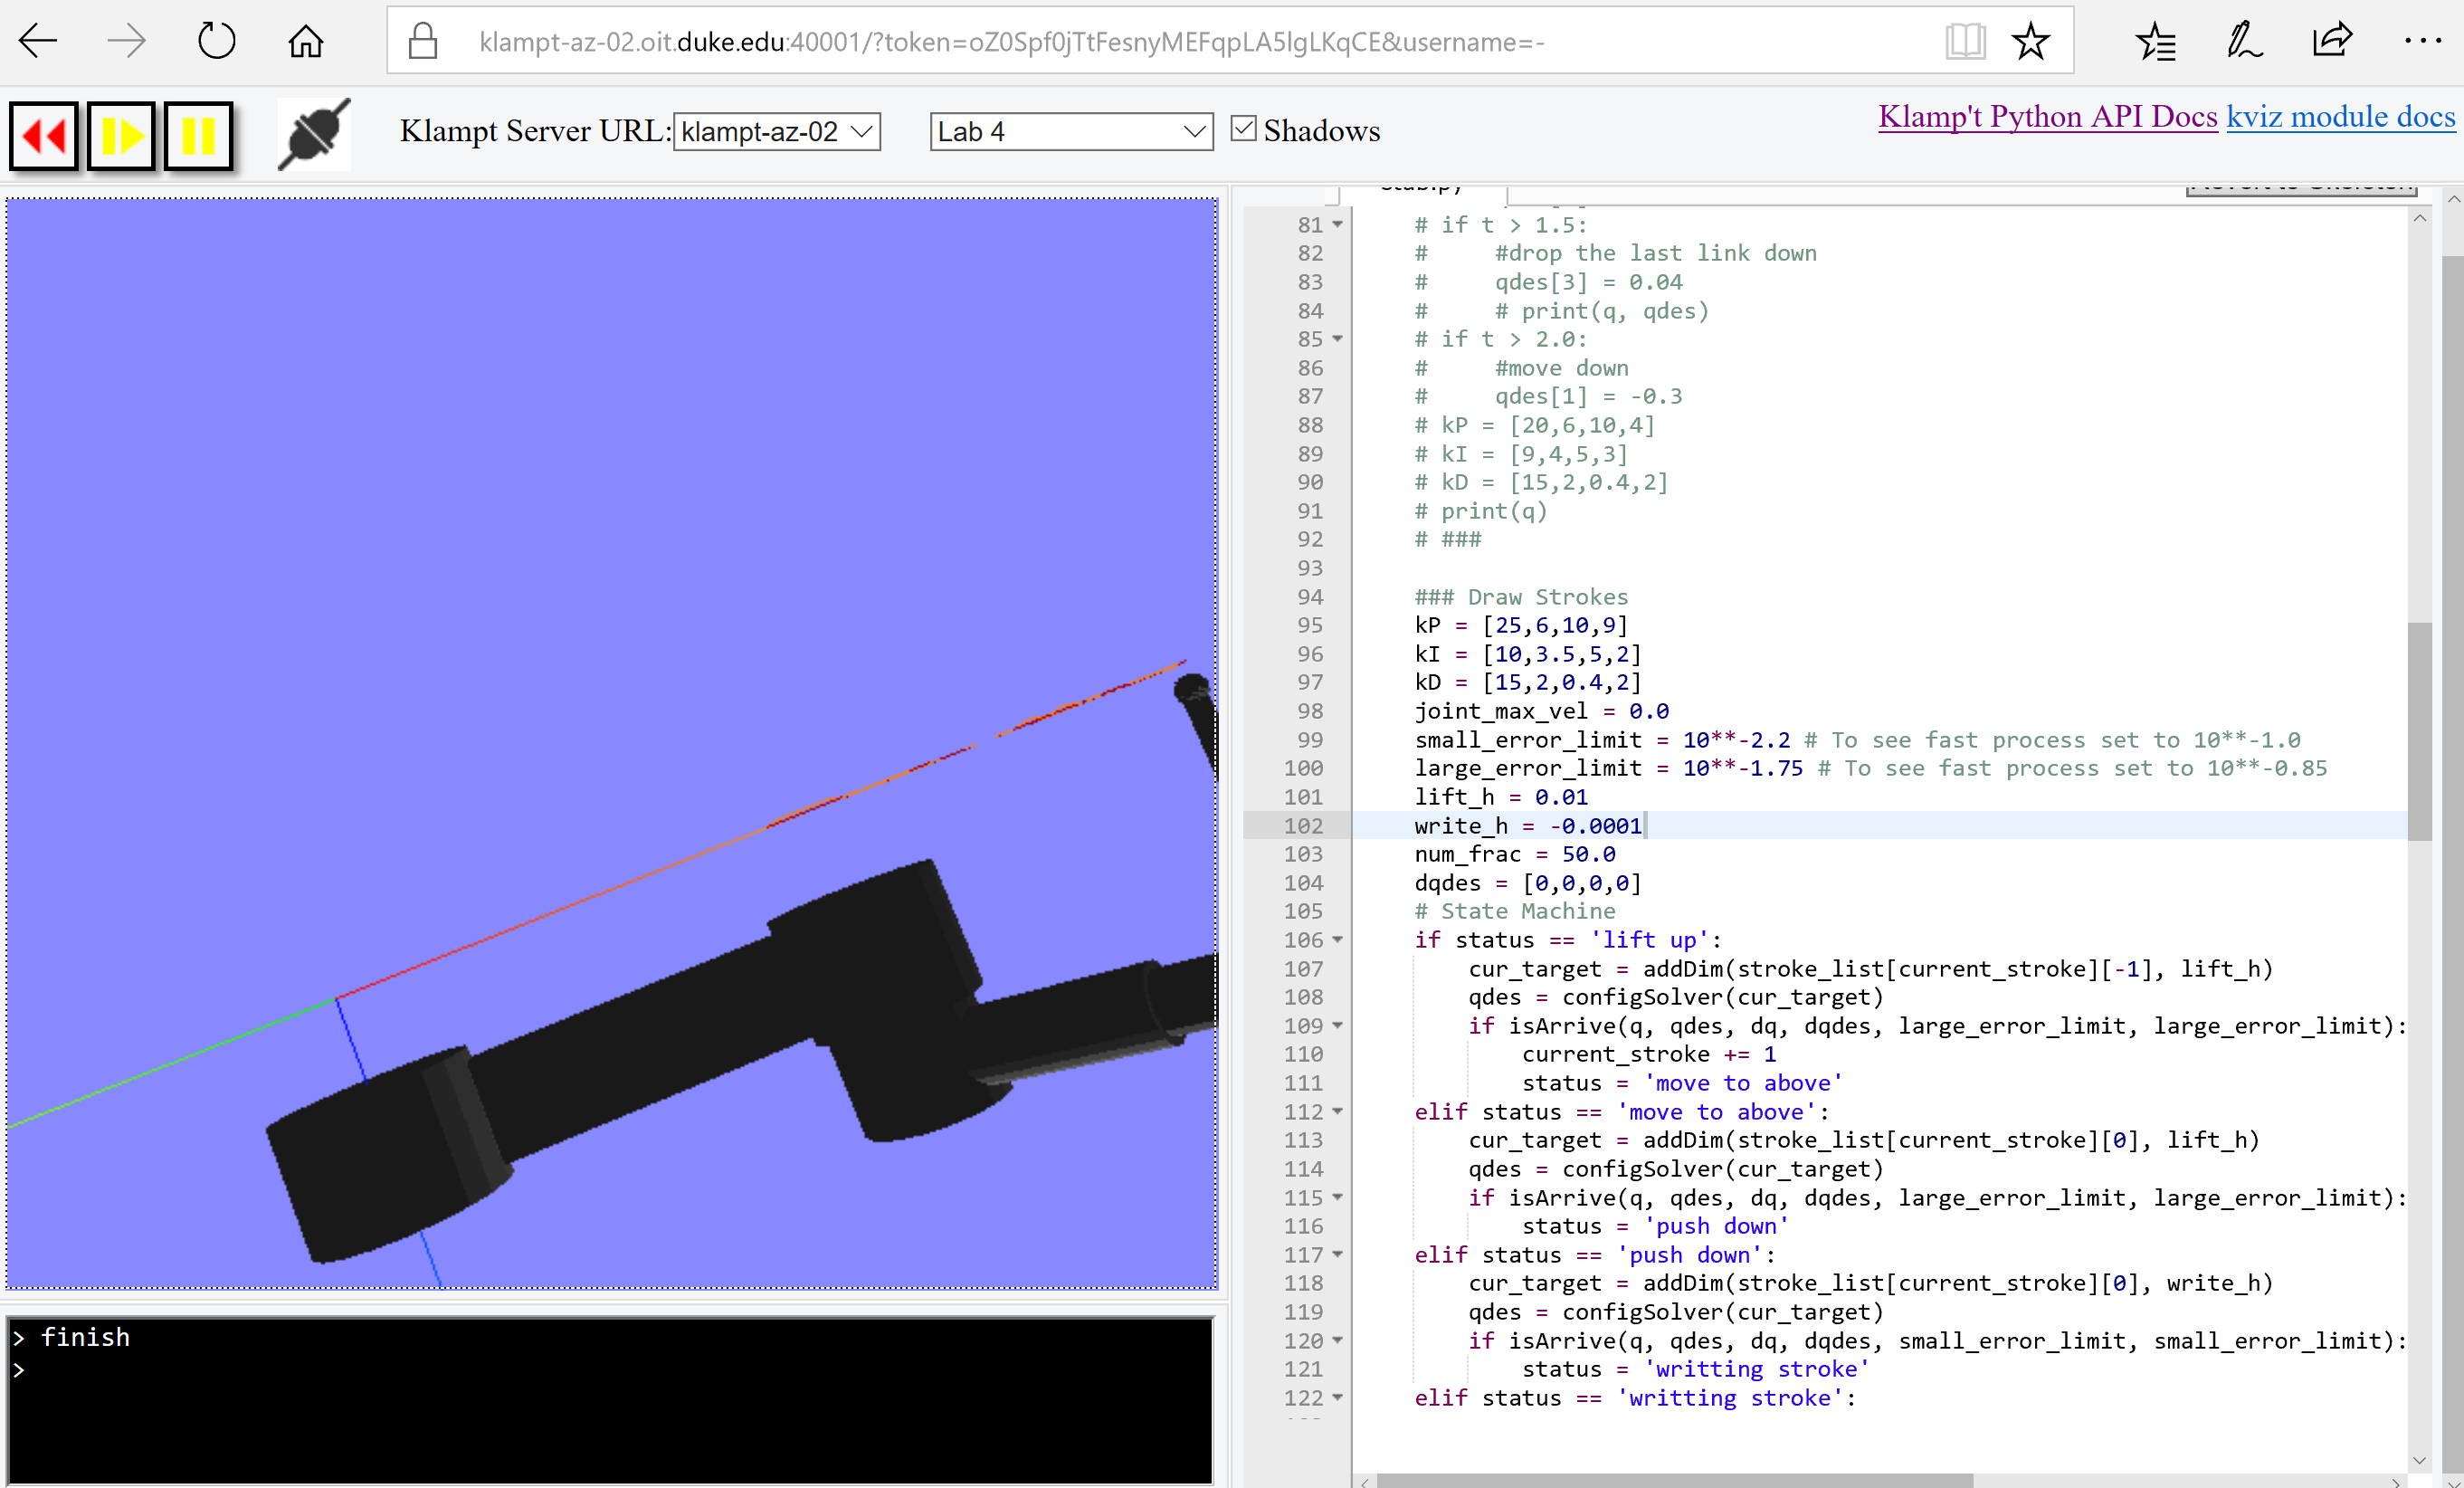 klampt-az-02.oit.duke.edu:40001/?token=oZ0Spf0jTtFesnyMEFqpLA5lgLKqCE&username=-
Klampt Server URL: klampt-az-02 Lab 4 Shadows
Klamp't Python API Docs kviz module docs
81 # if t > 1.5:
82 #     #drop the last link down
83 #     qdes[3] = 0.04
84 #     # print(q, qdes)
85 # if t > 2.0:
86 #     #move down
87 #     qdes[1] = -0.3
88 # kP = [20,6,10,4]
89 # kI = [9,4,5,3]
90 # kD = [15,2,0.4,2]
91 # print(q)
92 # ###
93
94 ### Draw Strokes
95 kP = [25,6,10,9]
96 kI = [10,3.5,5,2]
97 kD = [15,2,0.4,2]
98 joint_max_vel = 0.0
99 small_error_limit = 10**-2.2 # To see fast process set to 10**-1.0
100 large_error_limit = 10**-1.75 # To see fast process set to 10**-0.85
101 lift_h = 0.01
102 write_h = -0.0001
103 num_frac = 50.0
104 dqdes = [0,0,0,0]
105 # State Machine
106 if status == 'lift up':
107     cur_target = addDim(stroke_list[current_stroke][-1], lift_h)
108     qdes = configSolver(cur_target)
109     if isArrive(q, qdes, dq, dqdes, large_error_limit, large_error_limit):
110         current_stroke += 1
111         status = 'move to above'
112 elif status == 'move to above':
113     cur_target = addDim(stroke_list[current_stroke][0], lift_h)
114     qdes = configSolver(cur_target)
115     if isArrive(q, qdes, dq, dqdes, large_error_limit, large_error_limit):
116         status = 'push down'
117 elif status == 'push down':
118     cur_target = addDim(stroke_list[current_stroke][0], write_h)
119     qdes = configSolver(cur_target)
120     if isArrive(q, qdes, dq, dqdes, small_error_limit, small_error_limit):
121         status = 'writting stroke'
122 elif status == 'writting stroke':
> finish
>